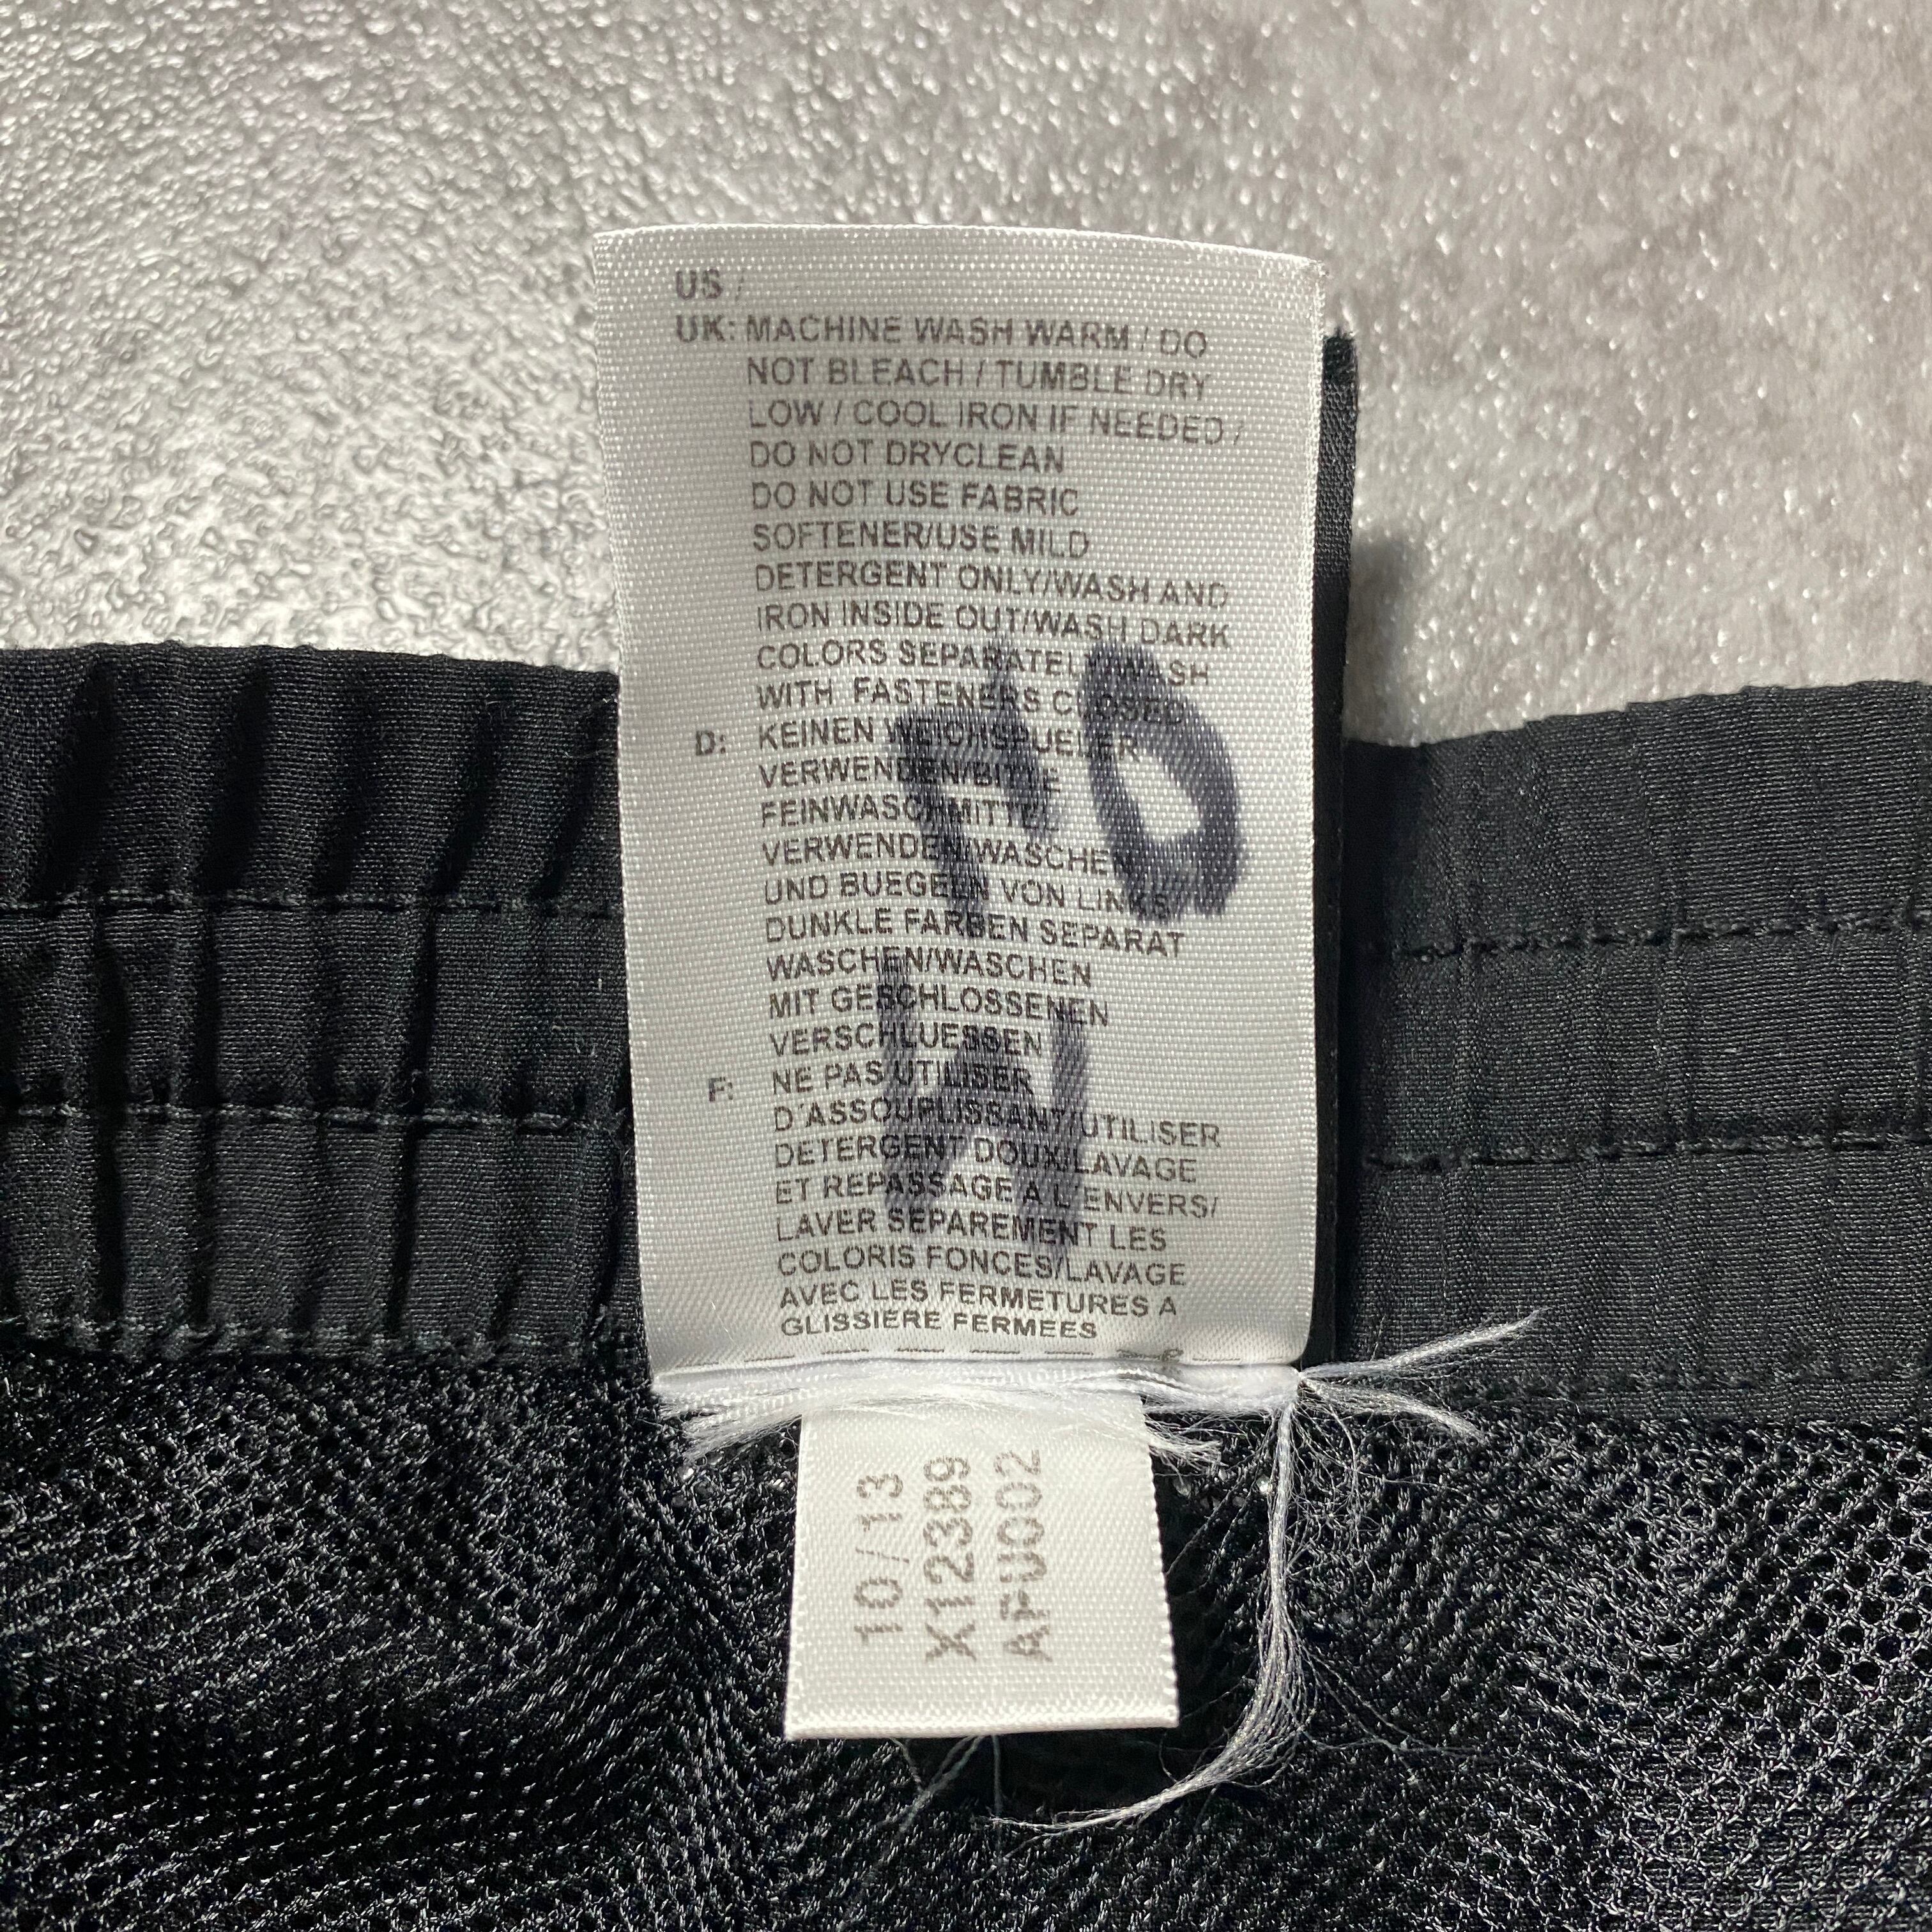 US /
UK: MACHINE WASH WARM / DO
NOT BLEACH / TUMBLE DRY
LOW / COOL IRON IF NEEDED /
DO NOT DRYCLEAN
DO NOT USE FABRIC
SOFTENER/USE MILD
DETERGENT ONLY/WASH AND
IRON INSIDE OUT/WASH DARK
COLORS SEPARATELY/WASH
WITH FASTENERS CLOSED
D: KEINEN WEICHSPUELER
VERWENDEN/BITTE
FEINWASCHMITTEL
VERWENDEN/WASCHEN
UND BUEGELN VON LINKS
DUNKLE FARBEN SEPARAT
WASCHEN/WASCHEN
MIT GESCHLOSSENEN
VERSCHLUESSEN
F: NE PAS UTILISER
D'ASSOUPLISSANT/UTILISER
DETERGENT DOUX/LAVAGE
ET REPASSAGE A L'ENVERS/
LAVER SEPAREMENT LES
COLORIS FONCES/LAVAGE
AVEC LES FERMETURES A
GLISSIERE FERMEES
10/13
X12389
AFU002